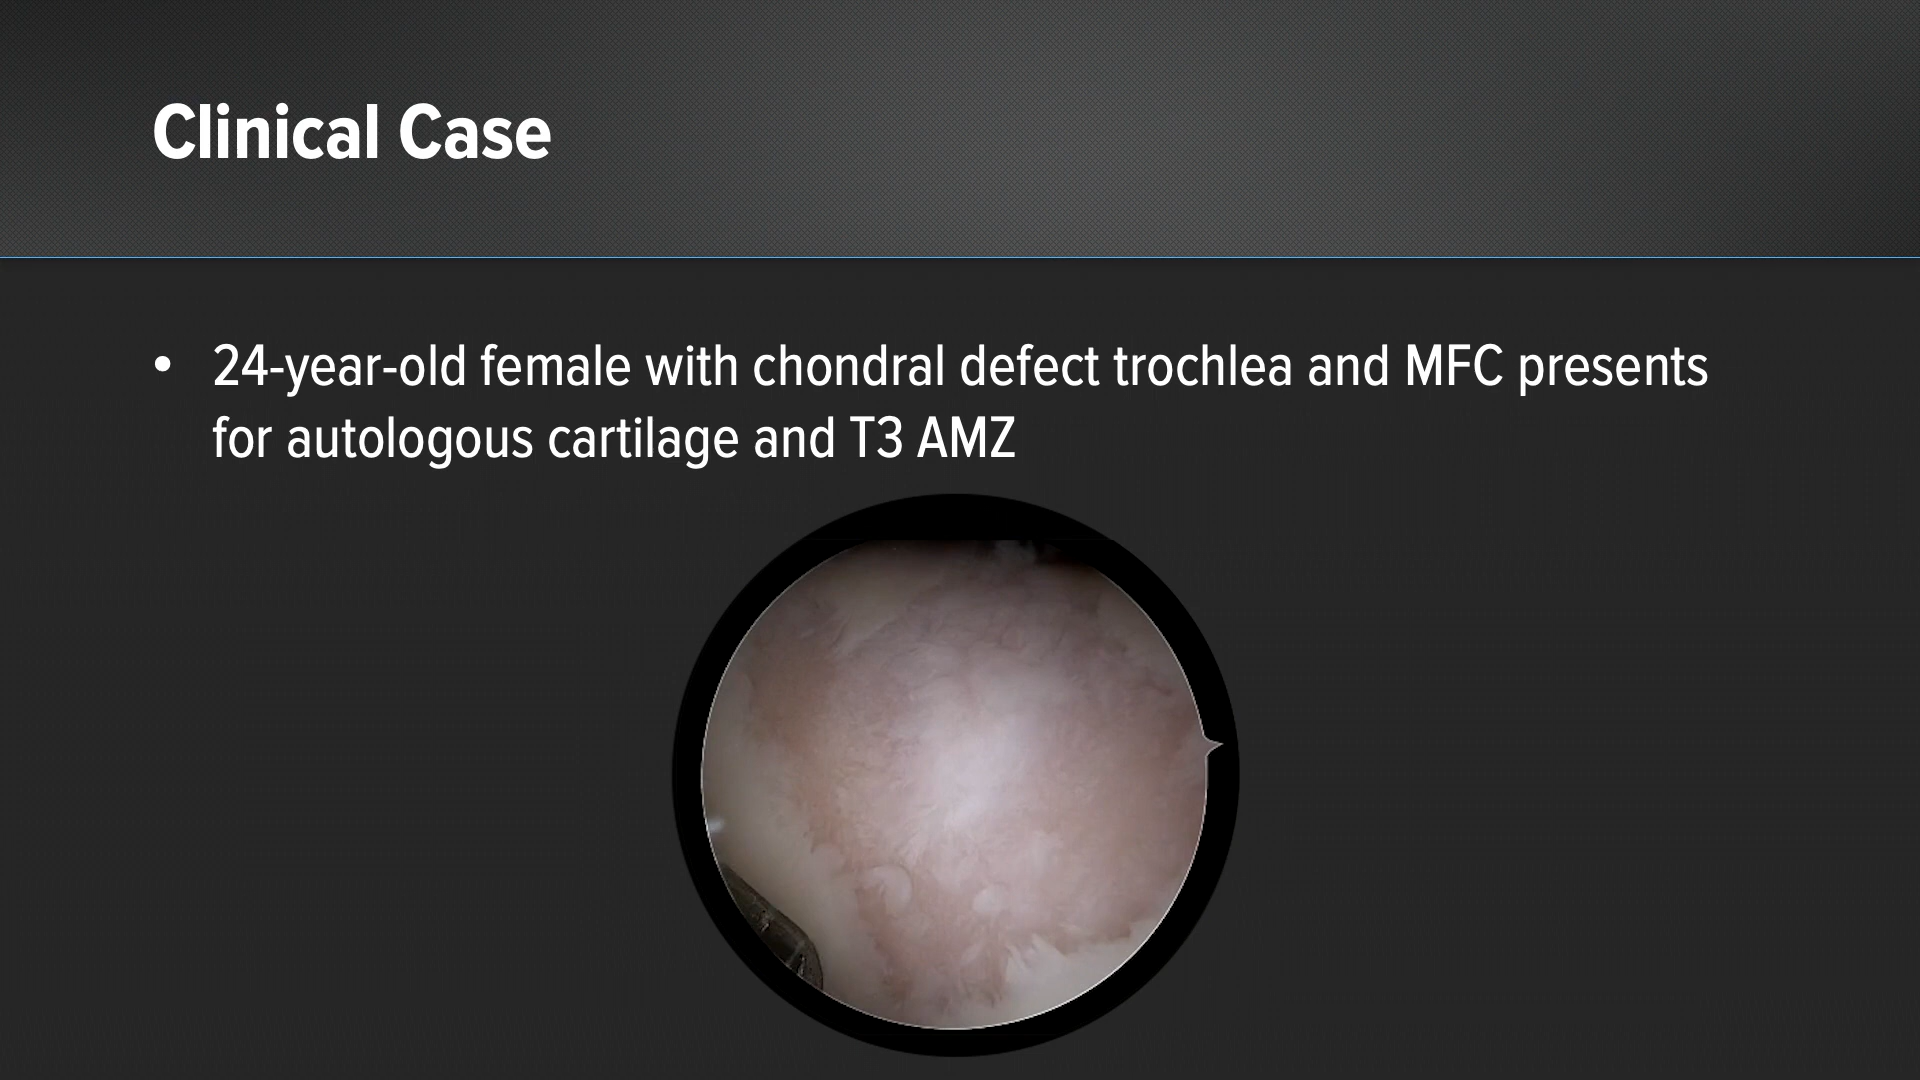 Clinical Case
• 24-year-old female with chondral defect trochlea and MFC presents
for autologous cartilage and T3 AMZ